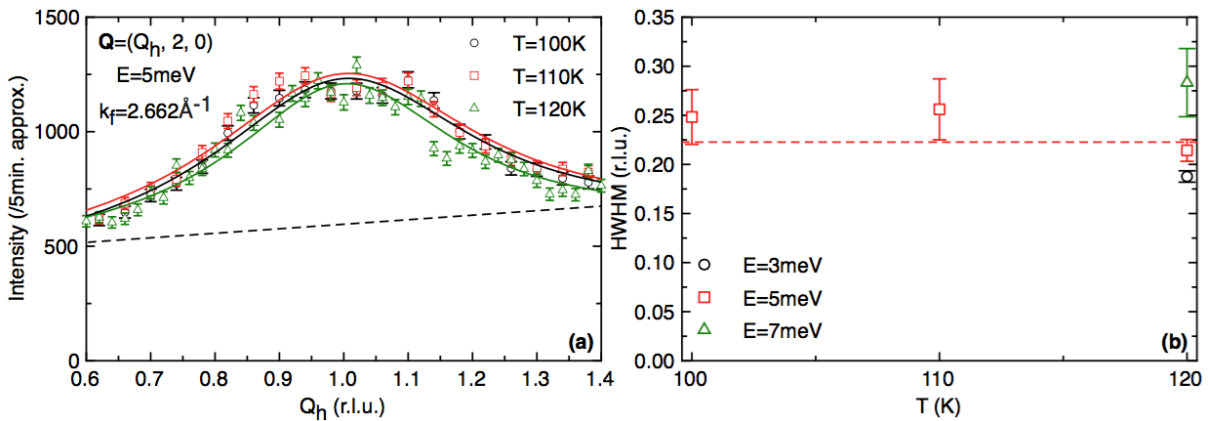 1500
1000
500
0
Intensity (/5min. approx.)
Q=(Qh, 2, 0)
E=5meV
kf=2.662Å-1
T=100K
T=110K
T=120K
(a)
0.6 0.7 0.8 0.9 1.0 1.1 1.2 1.3 1.4
Qh (r.l.u.)
0.35
0.30
0.25
0.20
0.15
0.10
0.05
0.00
HWHM (r.l.u.)
E=3meV
E=5meV
E=7meV
(b)
100 110 120
T (K)